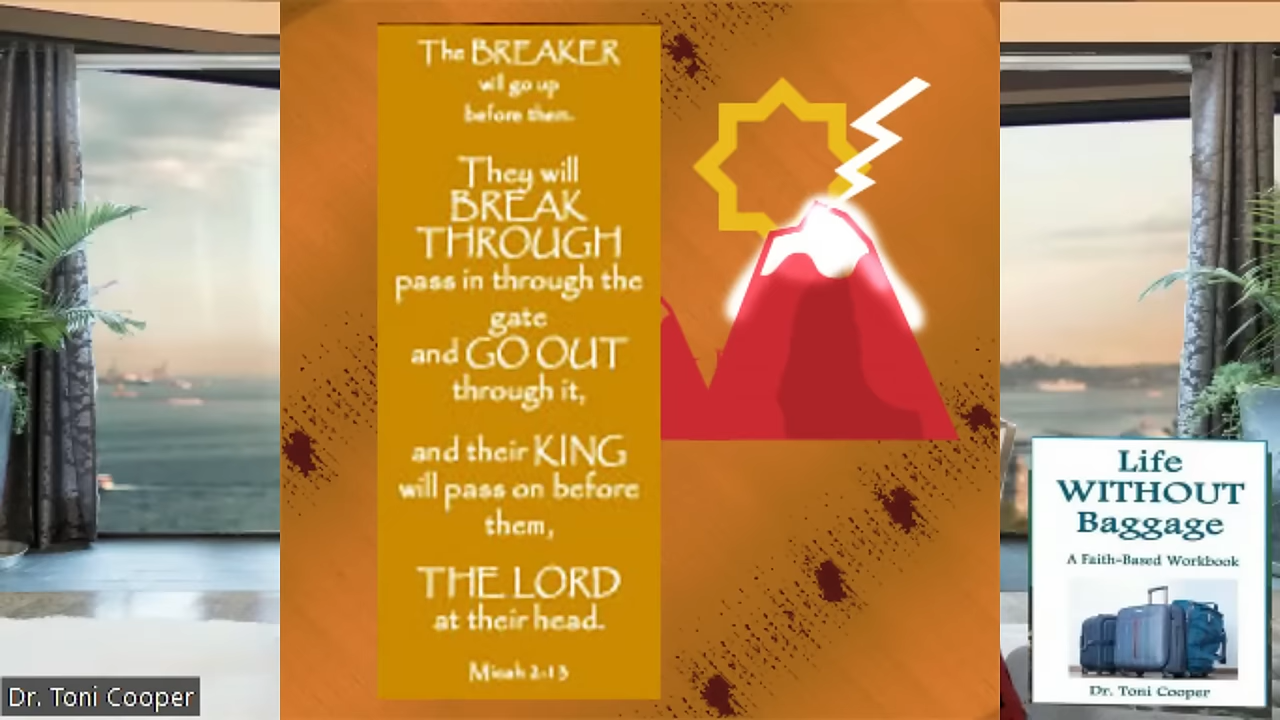 The BREAKER
will go up
before them.
They will
BREAK
THROUGH
pass in through the
gate
and GO OUT
through it,
and their KING
will pass on before
them,
THE LORD
at their head.
Micah 2:13
Life
WITHOUT
Baggage
A Faith-Based Workbook
Dr. Toni Cooper
Dr. Toni Cooper